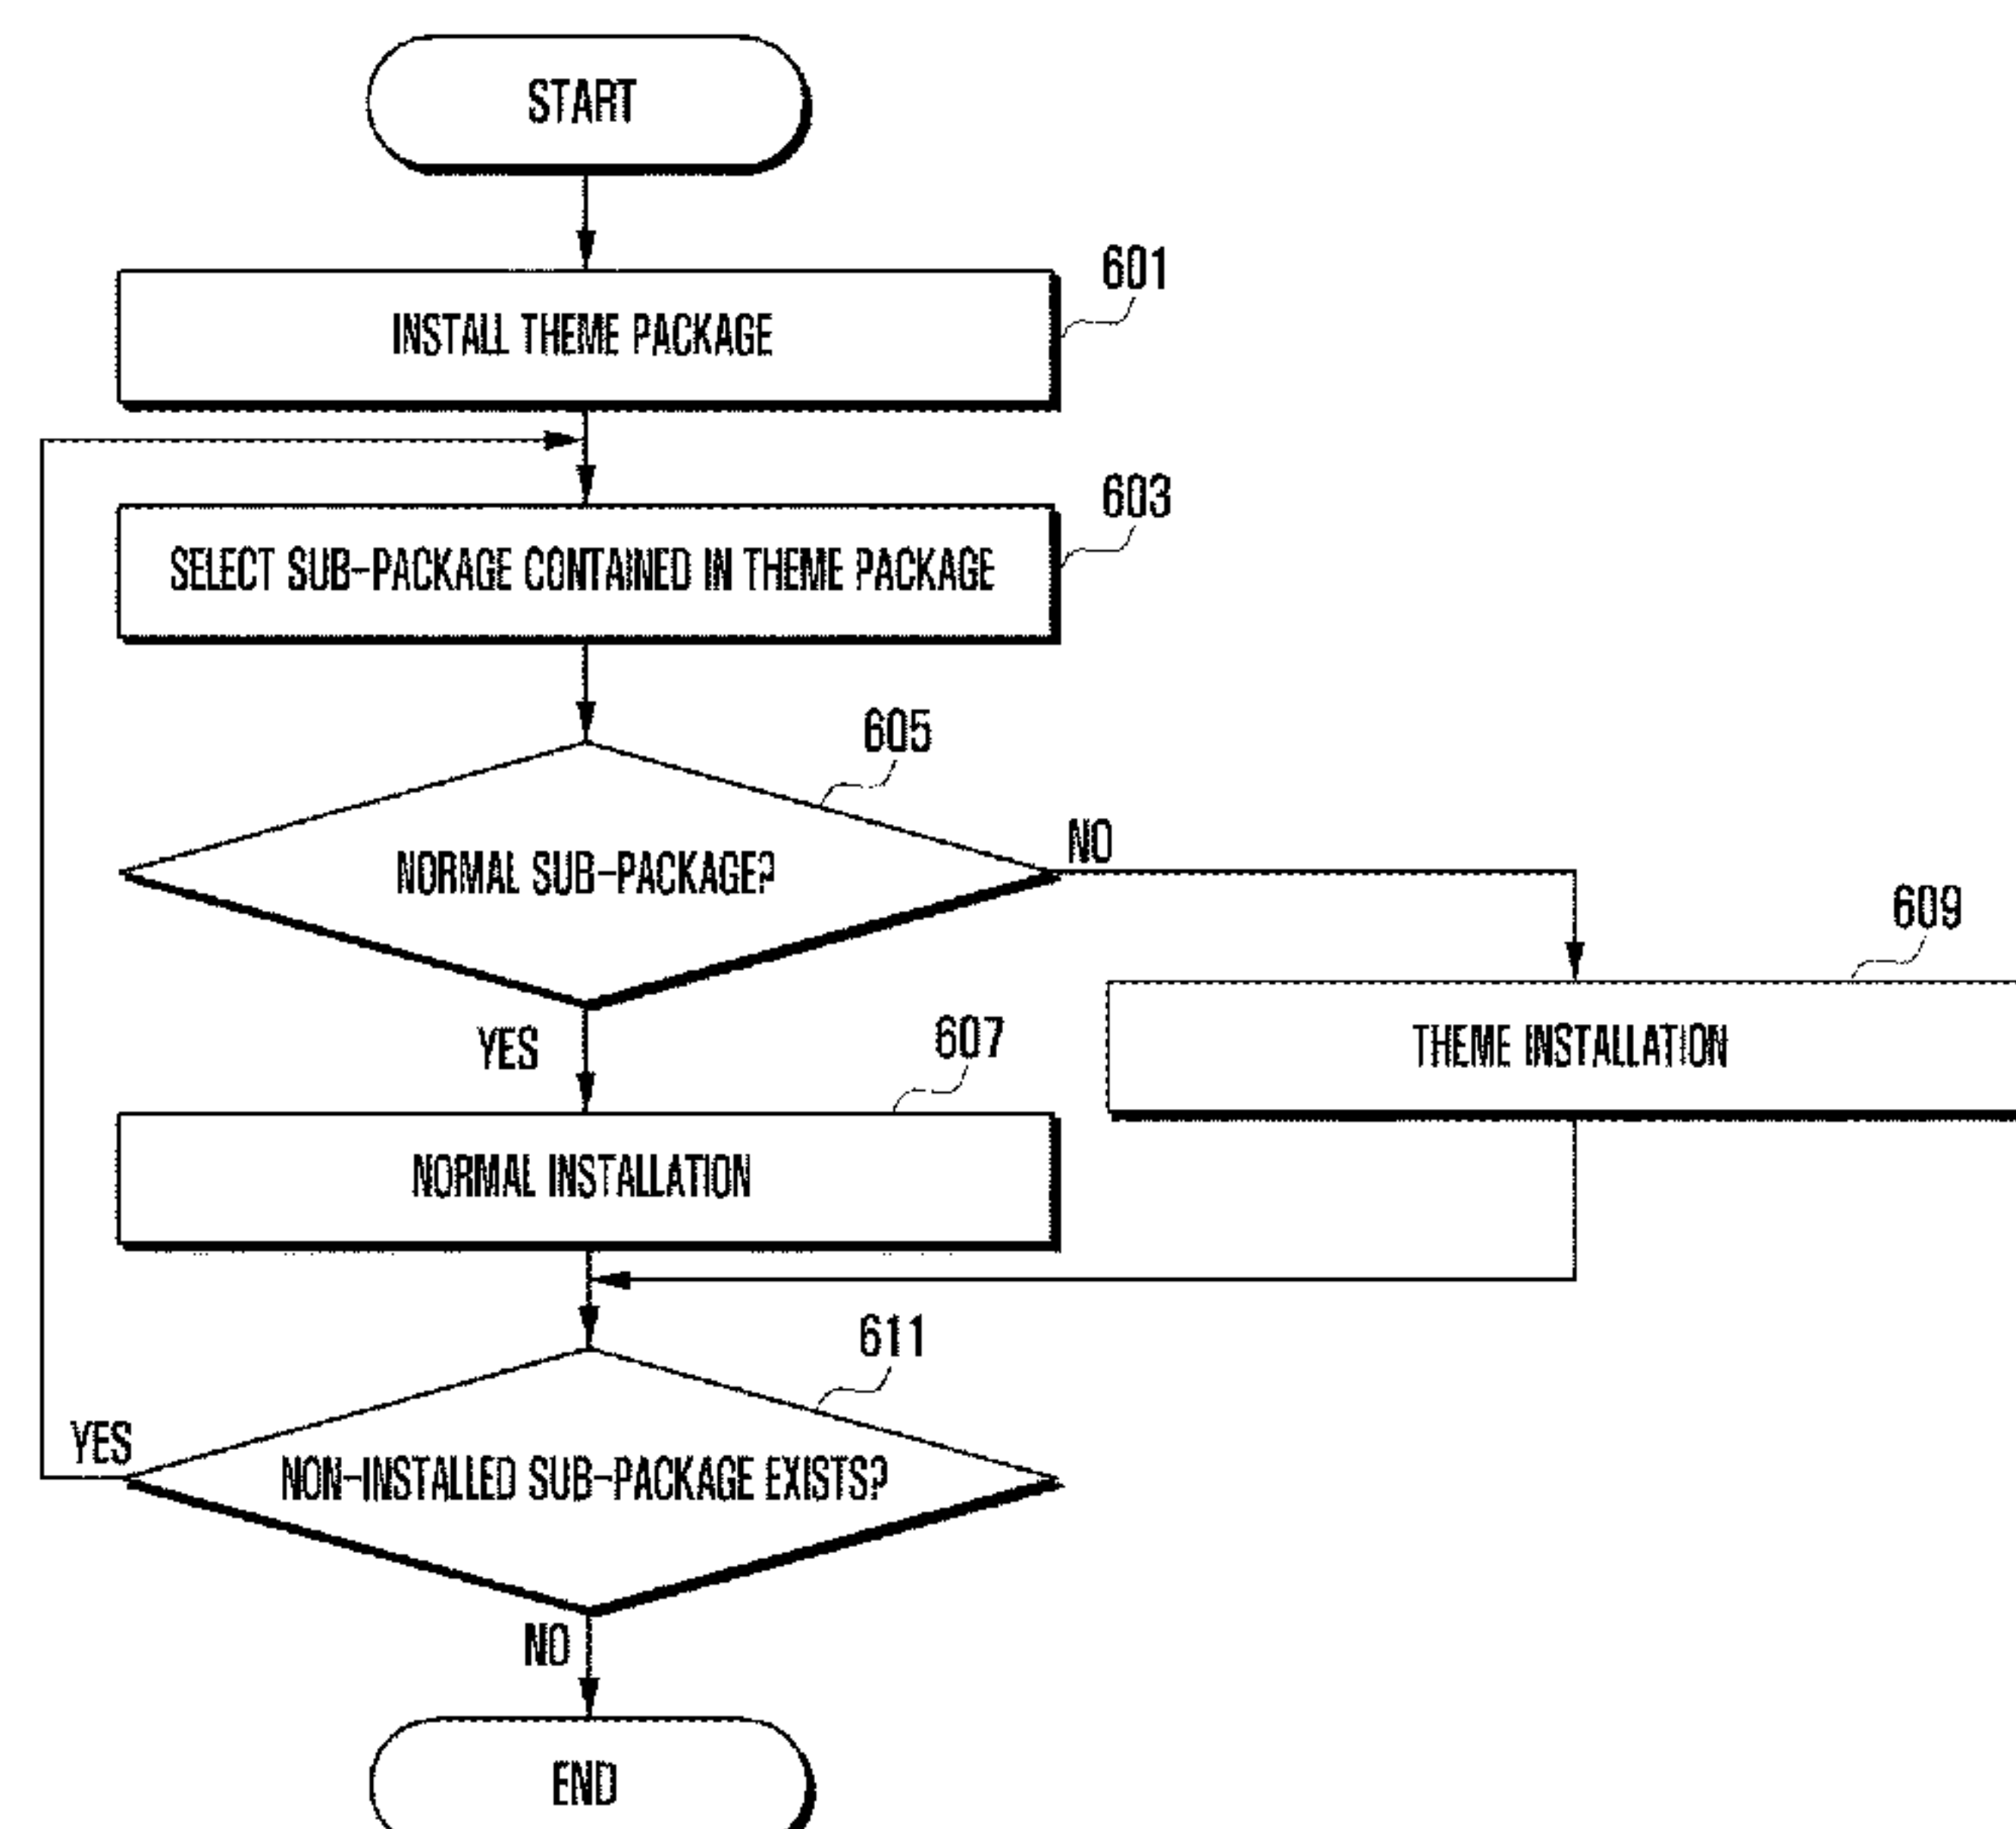 START
601
INSTALL THEME PACKAGE
603
SELECT SUB-PACKAGE CONTAINED IN THEME PACKAGE
605
NORMAL SUB-PACKAGE?
NO
609
THEME INSTALLATION
YES
607
NORMAL INSTALLATION
611
YES
NON-INSTALLED SUB-PACKAGE EXISTS?
NO
END